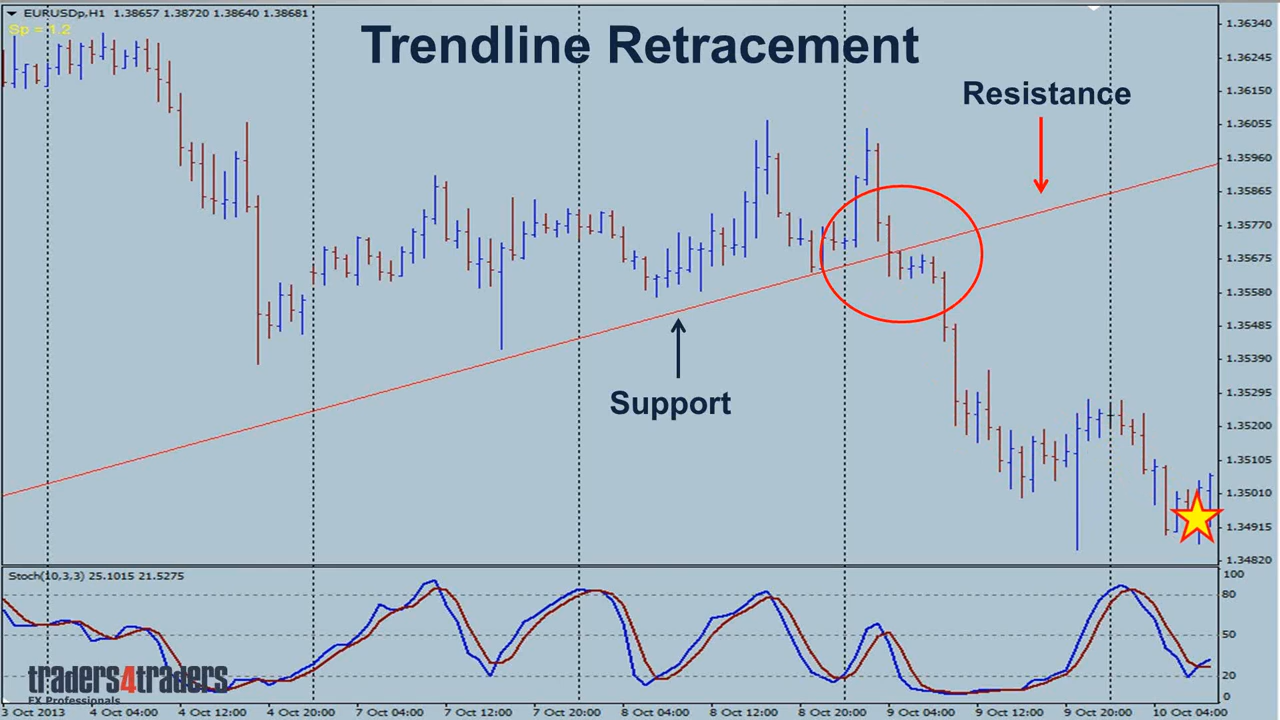 EURUSDp,H1 1.38657 1.38720 1.38640 1.38681
Sp = 1.2
Trendline Retracement
Resistance
Support
1.36340
1.36245
1.36150
1.36055
1.35960
1.35865
1.35770
1.35675
1.35580
1.35485
1.35390
1.35295
1.35200
1.35105
1.35010
1.34915
1.34820
Stoch(10,3,3) 25.1015 21.5275
100
80
50
20
0
traders4traders
FX Professionals
3 Oct 2013 4 Oct 04:00 4 Oct 12:00 4 Oct 20:00 7 Oct 04:00 7 Oct 12:00 7 Oct 20:00 8 Oct 04:00 8 Oct 12:00 8 Oct 20:00 9 Oct 04:00 9 Oct 12:00 9 Oct 20:00 10 Oct 04:00